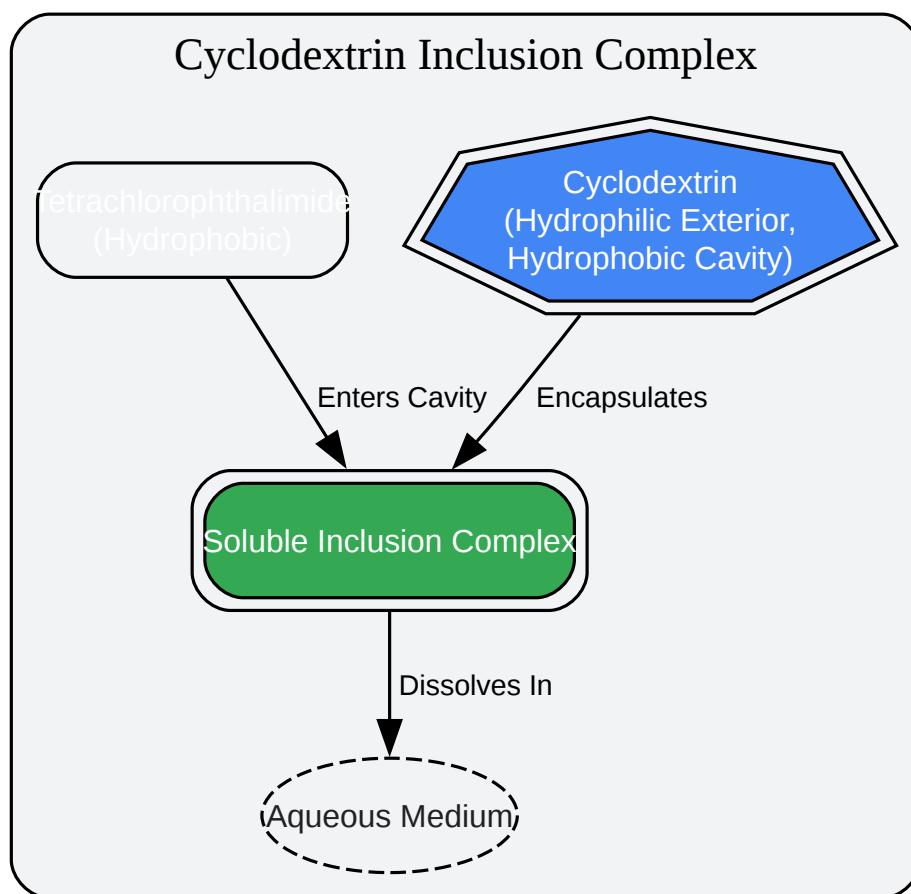 Cyclodextrin Inclusion Complex
Tetrachlorophthalimide
(Hydrophobic)
Cyclodextrin
(Hydrophilic Exterior,
Hydrophobic Cavity)
Enters Cavity
Encapsulates
Soluble Inclusion Complex
Dissolves In
Aqueous Medium